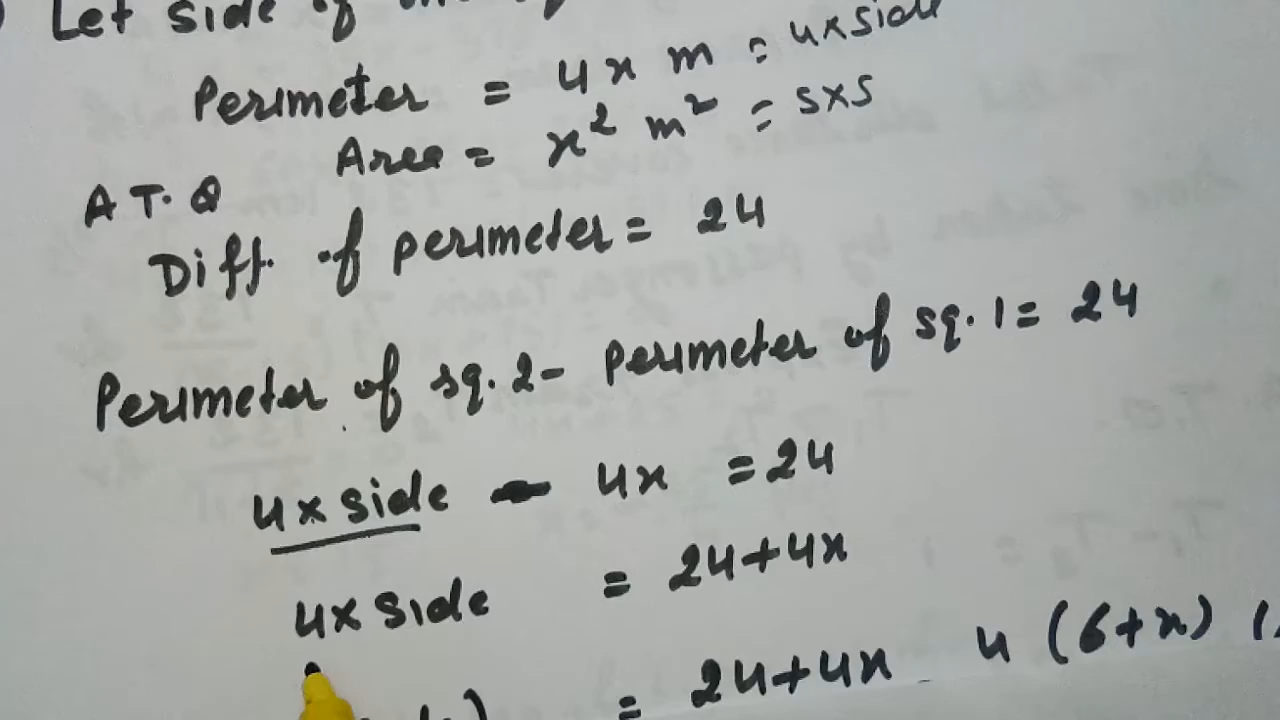 Let side of
Perimeter = 4x m = 4×side
Area = x² m² = s×s
A T. Q
Diff. of perimeter = 24
Perimeter of sq. 2 - Perimeter of sq. 1 = 24
4×side - 4x = 24
4×side = 24+4x
= 24+4x 4(6+x)